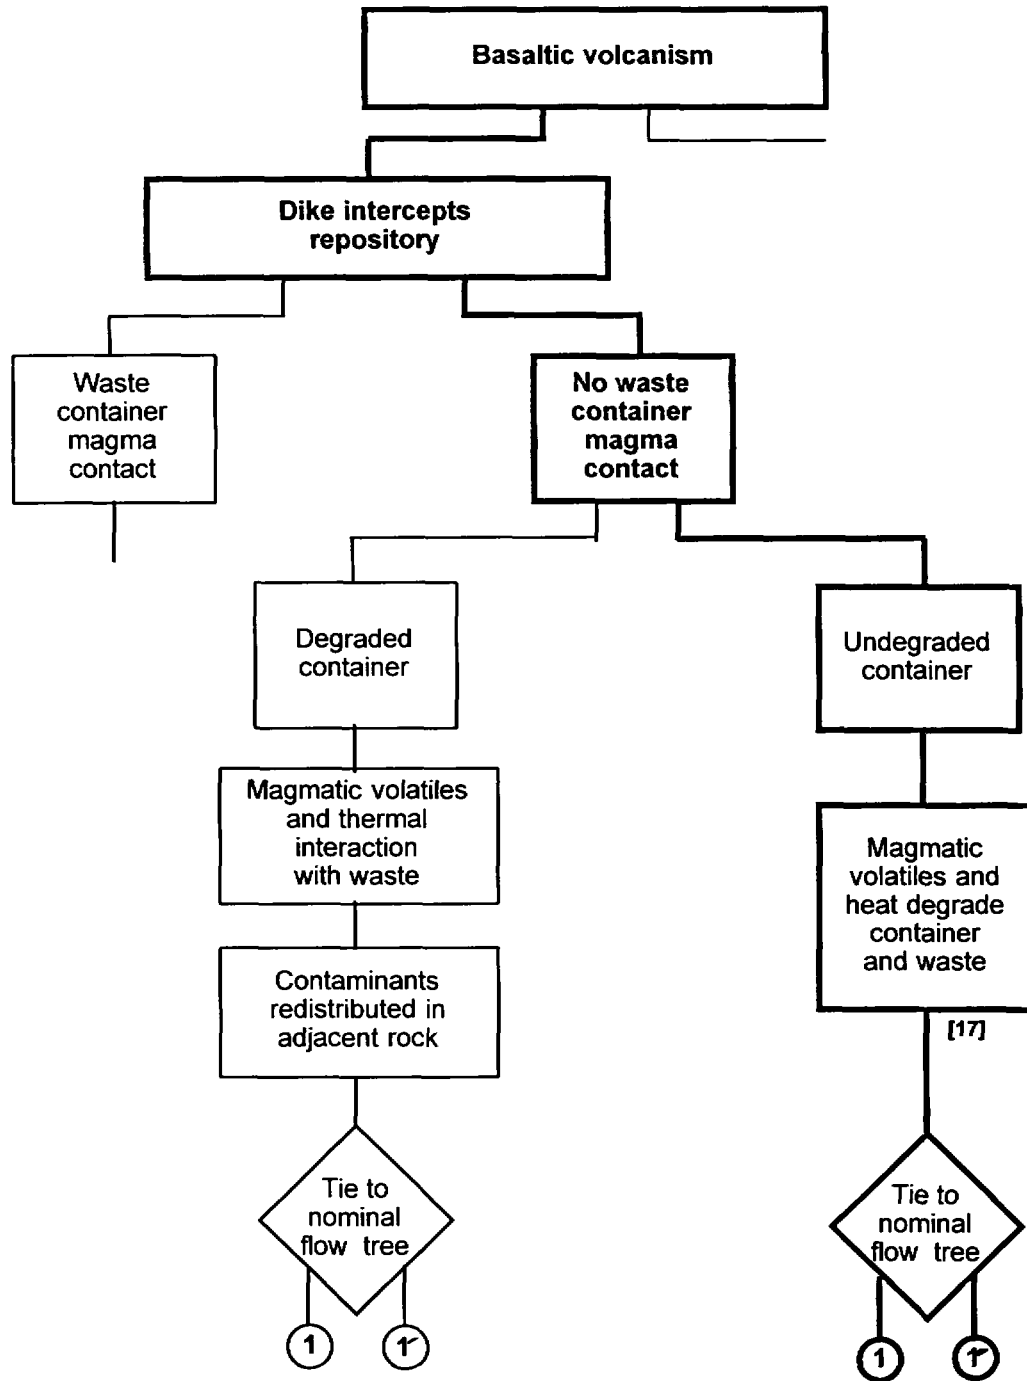 Basaltic volcanism
Dike intercepts
repository
Waste
container
magma
contact
No waste
container
magma
contact
Degraded
container
Undegraded
container
Magmatic volatiles
and thermal
interaction
with waste
Magmatic
volatiles and
heat degrade
container
and waste
Contaminants
redistributed in
adjacent rock
[17]
Tie to
nominal
flow tree
Tie to
nominal
flow tree
1
1′
1
1′